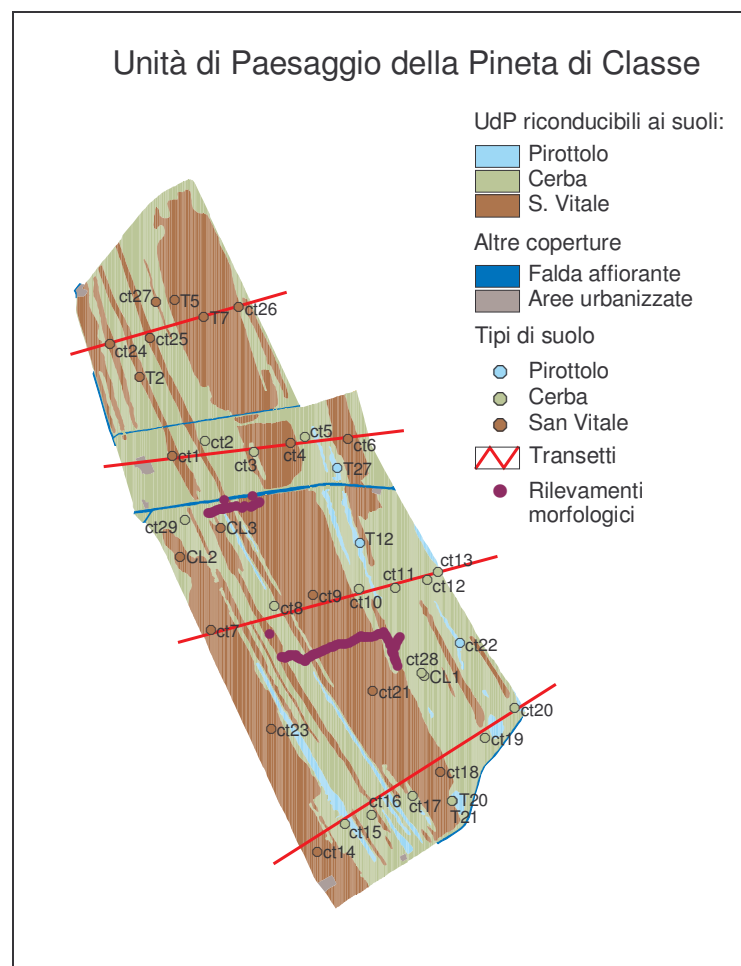 Unità di Paesaggio della Pineta di Classe
UdP riconducibili ai suoli:
Pirottolo
Cerba
S. Vitale
Altre coperture
Falda affiorante
Aree urbanizzate
Tipi di suolo
Pirottolo
Cerba
San Vitale
Transetti
Rilevamenti
morfologici
ct27
T5
ct26
T7
ct25
ct24
T2
ct5
ct2
ct6
ct4
ct1
ct3
T27
ct29
CL3
T12
CL2
ct13
ct11
ct12
ct10
ct9
ct8
ct7
ct22
ct28
CL1
ct21
ct20
ct23
ct19
ct18
ct16
ct17
T20
T21
ct15
ct14